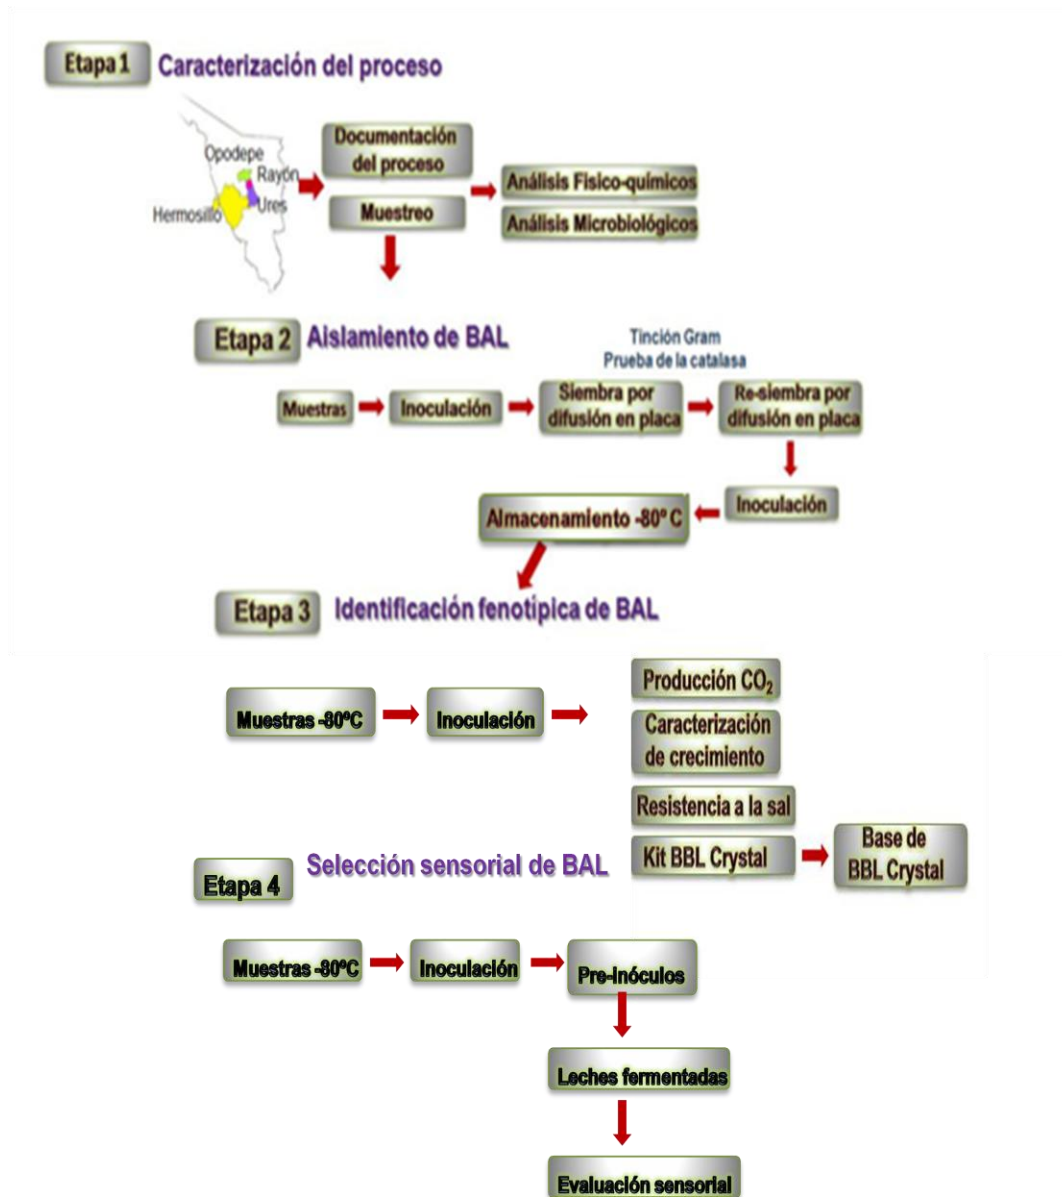 Etapa 1
Caracterización del proceso
Opodepe
Rayón
Hermosillo
Ures
Documentación
del proceso
Muestreo
Análisis Fisico-químicos
Análisis Microbiológicos
Etapa 2
Aislamiento de BAL
Tinción Gram
Prueba de la catalasa
Muestras
Inoculación
Siembra por
difusión en placa
Re-siembra por
difusión en placa
Inoculación
Almacenamiento -80º C
Etapa 3
Identificación fenotípica de BAL
Muestras -80ºC
Inoculación
Producción CO₂
Caracterización
de crecimiento
Resistencia a la sal
Kit BBL Crystal
Base de
BBL Crystal
Etapa 4
Selección sensorial de BAL
Muestras -80ºC
Inoculación
Pre-inóculos
Leches fermentadas
Evaluación sensorial